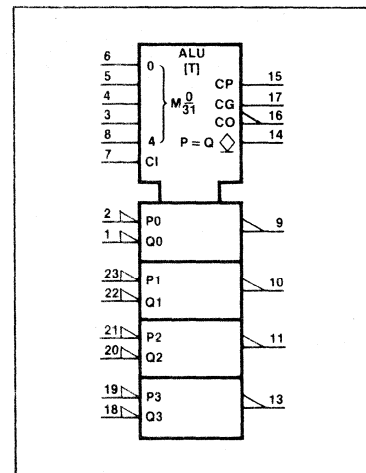 ALU
[T]
6 0 CP 15
5 CG 17
4 M 0/31 CO 16
3 P = Q 14
8 4
7 CI
2 P0 9
1 Q0
23 P1 10
22 Q1
21 P2 11
20 Q2
19 P3 13
18 Q3